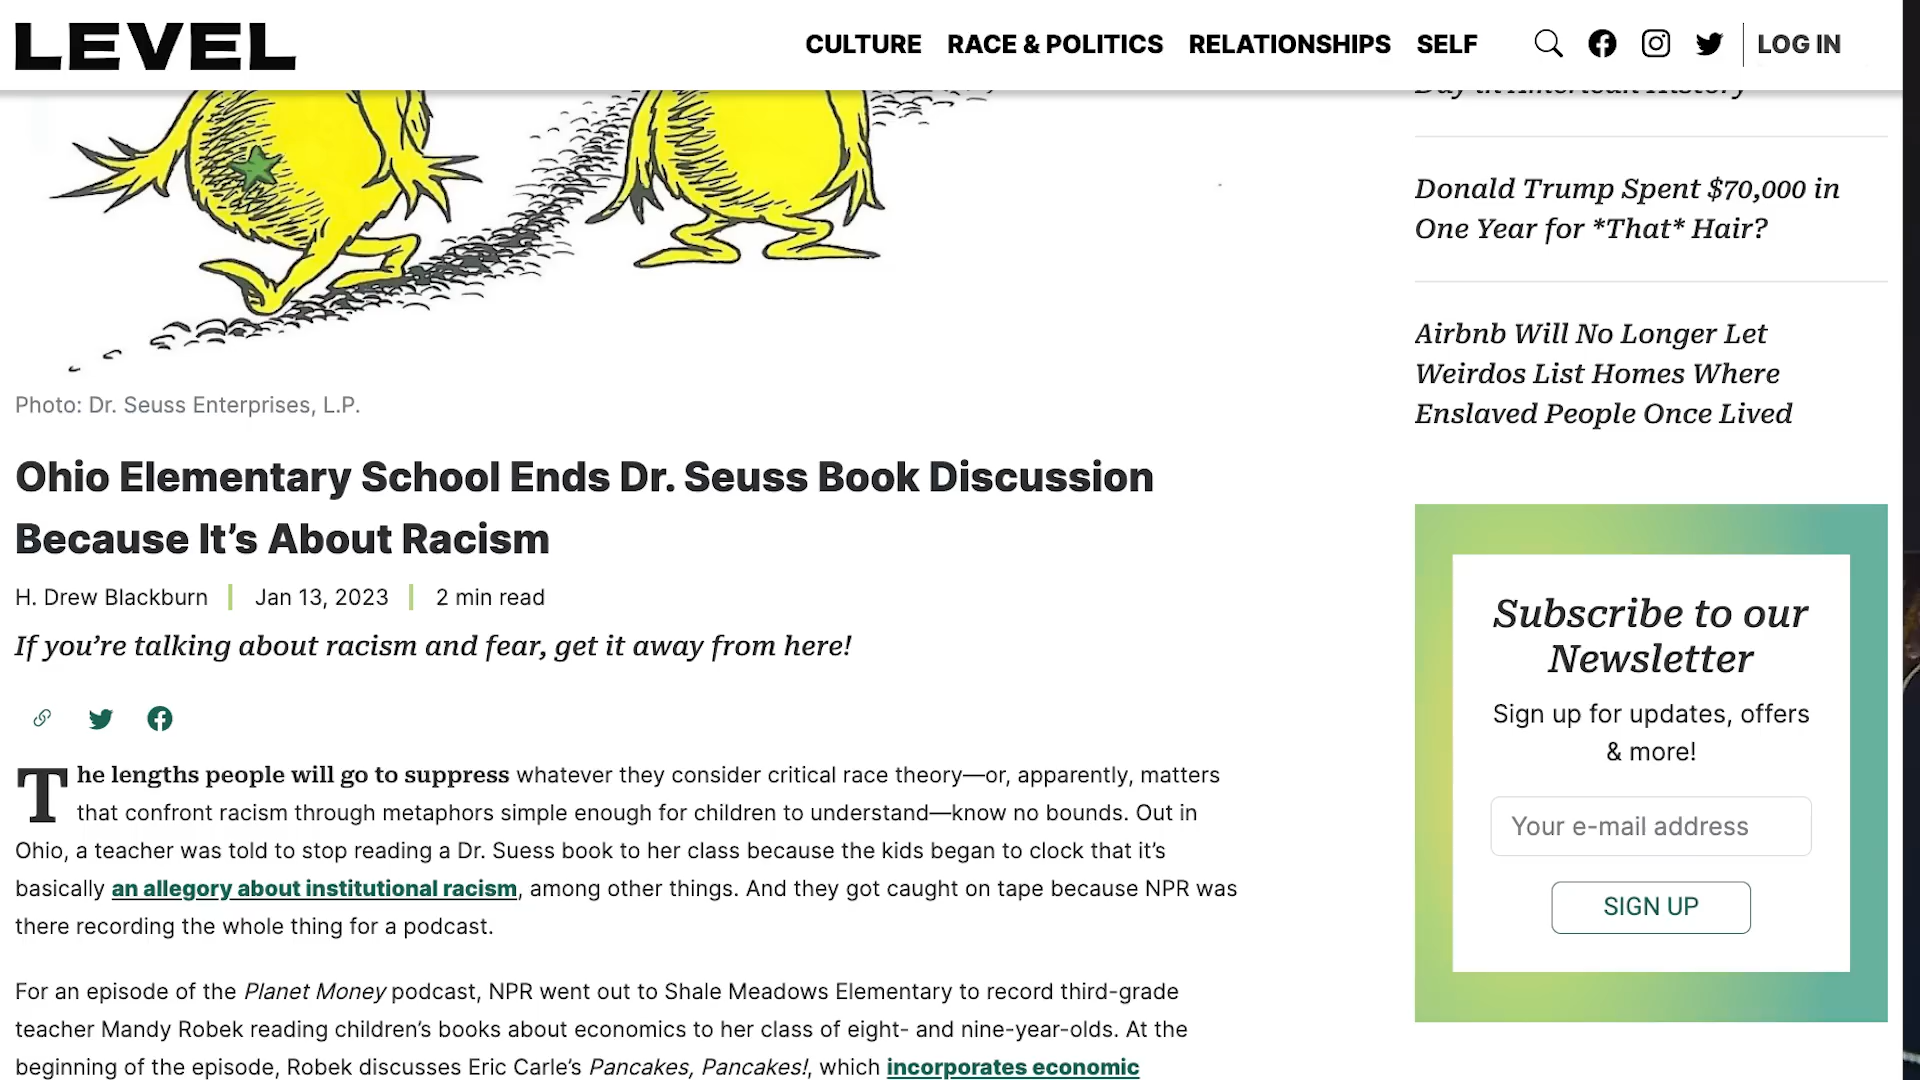 LEVEL
CULTURE RACE & POLITICS RELATIONSHIPS SELF LOG IN
Day in American History
Donald Trump Spent $70,000 in
One Year for *That* Hair?
Airbnb Will No Longer Let
Weirdos List Homes Where
Enslaved People Once Lived
Photo: Dr. Seuss Enterprises, L.P.
Ohio Elementary School Ends Dr. Seuss Book Discussion
Because It’s About Racism
H. Drew Blackburn | Jan 13, 2023 | 2 min read
If you’re talking about racism and fear, get it away from here!
The lengths people will go to suppress whatever they consider critical race theory—or, apparently, matters
that confront racism through metaphors simple enough for children to understand—know no bounds. Out in
Ohio, a teacher was told to stop reading a Dr. Suess book to her class because the kids began to clock that it’s
basically an allegory about institutional racism, among other things. And they got caught on tape because NPR was
there recording the whole thing for a podcast.
For an episode of the Planet Money podcast, NPR went out to Shale Meadows Elementary to record third-grade
teacher Mandy Robek reading children’s books about economics to her class of eight- and nine-year-olds. At the
beginning of the episode, Robek discusses Eric Carle’s Pancakes, Pancakes!, which incorporates economic
Subscribe to our
Newsletter
Sign up for updates, offers
& more!
Your e-mail address
SIGN UP